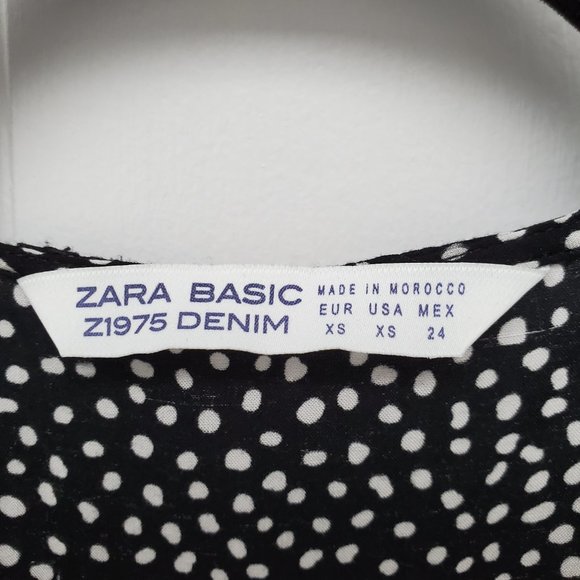 ZARA BASIC
Z1975 DENIM
MADE IN MOROCCO
EUR USA MEX
XS XS 24